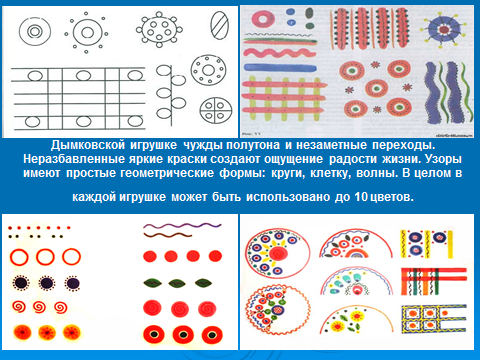 Дымковской игрушке чужды полутона и незаметные переходы.
Неразбавленные яркие краски создают ощущение радости жизни. Узоры
имеют простые геометрические формы: круги, клетку, волны. В целом в
каждой игрушке может быть использовано до 10 цветов.